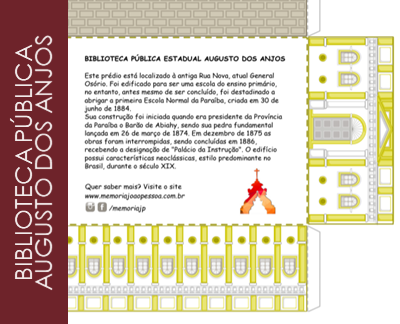 BIBLIOTECA PÚBLICA
AUGUSTO DOS ANJOS
BIBLIOTECA PÚBLICA ESTADUAL AUGUSTO DOS ANJOS
Este prédio está localizado à antiga Rua Nova, atual General
Osório. Foi edificado para ser uma escola do ensino primário,
no entanto, antes mesmo de ser concluído, foi destadinado a
abrigar a primeira Escola Normal da Paraíba, criada em 30 de
junho de 1884.
Sua construção foi iniciada quando era presidente da Província
da Paraíba o Barão de Abiahy, sendo sua pedra fundamental
lançada em 26 de março de 1874. Em dezembro de 1875 as
obras foram interrompidas, sendo concluídas em 1886,
recebendo a designação de "Palácio da Instrução". O edifício
possui características neoclássicas, estilo predominante no
Brasil, durante o século XIX.
Quer saber mais? Visite o site
www.memoriajoaopessoa.com.br
/memoriajp